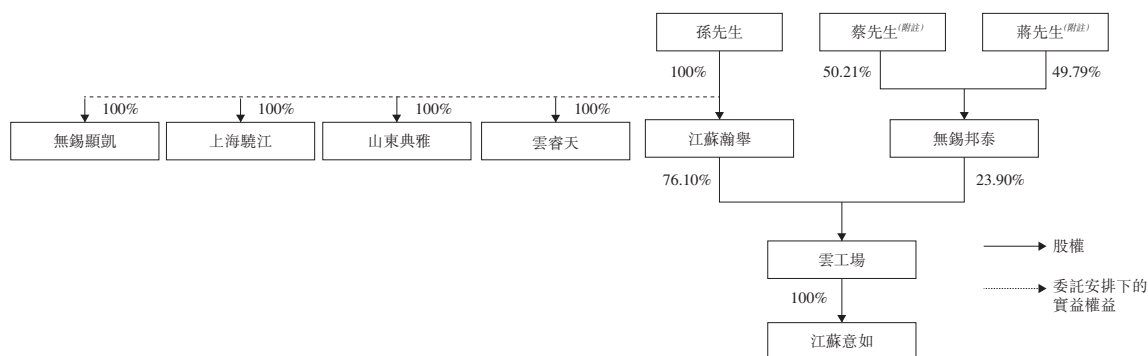 孫先生
蔡先生(附註)
蔣先生(附註)
100%
50.21%
49.79%
100%
100%
100%
100%
無錫顯凱
上海驍江
山東典雅
雲睿天
江蘇瀚舉
無錫邦泰
76.10%
23.90%
雲工場
股權
100%
委託安排下的
實益權益
江蘇意如